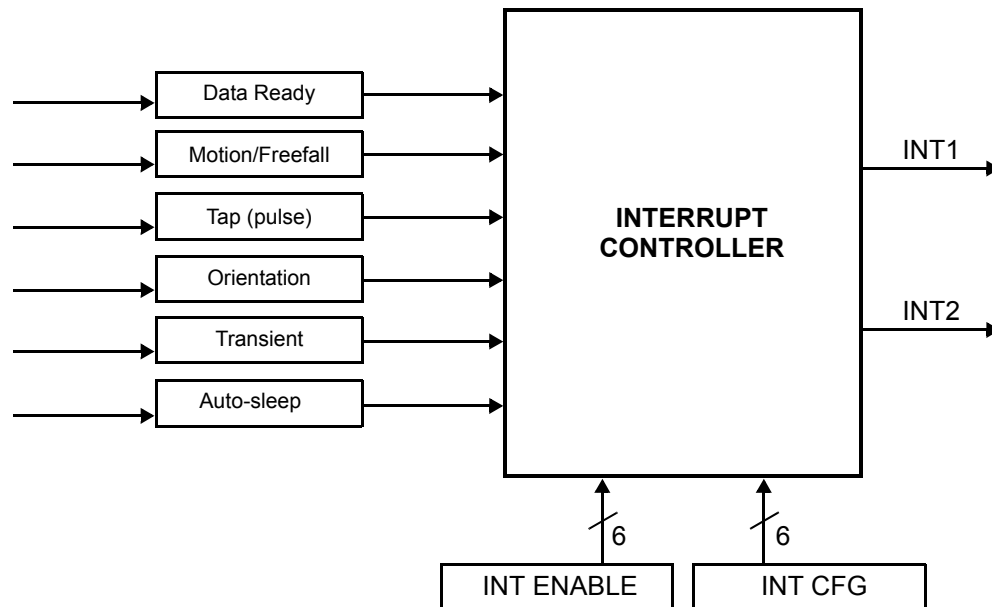 Data Ready
Motion/Freefall
Tap (pulse)
Orientation
Transient
Auto-sleep
INTERRUPT
CONTROLLER
INT1
INT2
6
6
INT ENABLE
INT CFG